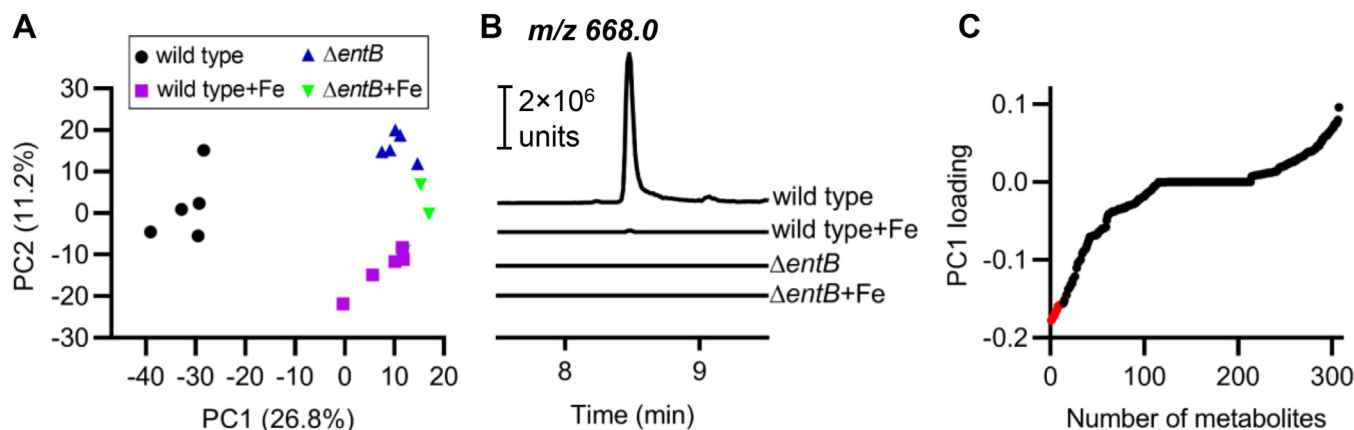 A
wild type
ΔentB
wild type+Fe
ΔentB+Fe
30
20
10
0
-10
-20
-30
PC2 (11.2%)
-40
-30
-20
-10
0
10
20
PC1 (26.8%)
B
m/z 668.0
2×10⁶
units
wild type
wild type+Fe
ΔentB
ΔentB+Fe
8
9
Time (min)
C
0.1
0.0
-0.1
-0.2
PC1 loading
0
100
200
300
Number of metabolites